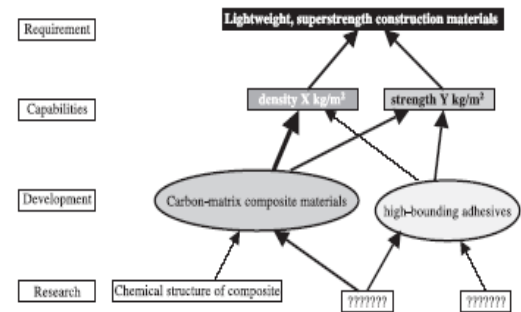 Requirement
Lightweight, superstrength construction materials
Capabilities
density X kg/m³
strength Y kg/m²
Development
Carbon-matrix composite materials
high-bounding adhesives
Research
Chemical structure of composite
???????
???????